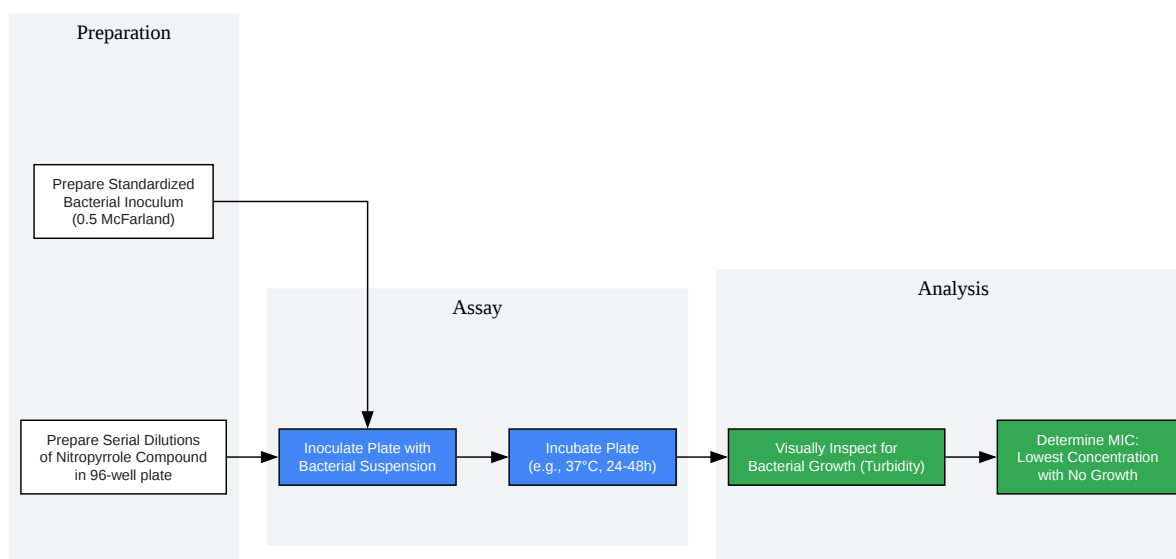 Preparation
Prepare Standardized
Bacterial Inoculum
(0.5 McFarland)
Prepare Serial Dilutions
of Nitropyrrole Compound
in 96-well plate
Assay
Inoculate Plate with
Bacterial Suspension
Incubate Plate
(e.g., 37°C, 24-48h)
Analysis
Visually Inspect for
Bacterial Growth (Turbidity)
Determine MIC:
Lowest Concentration
with No Growth